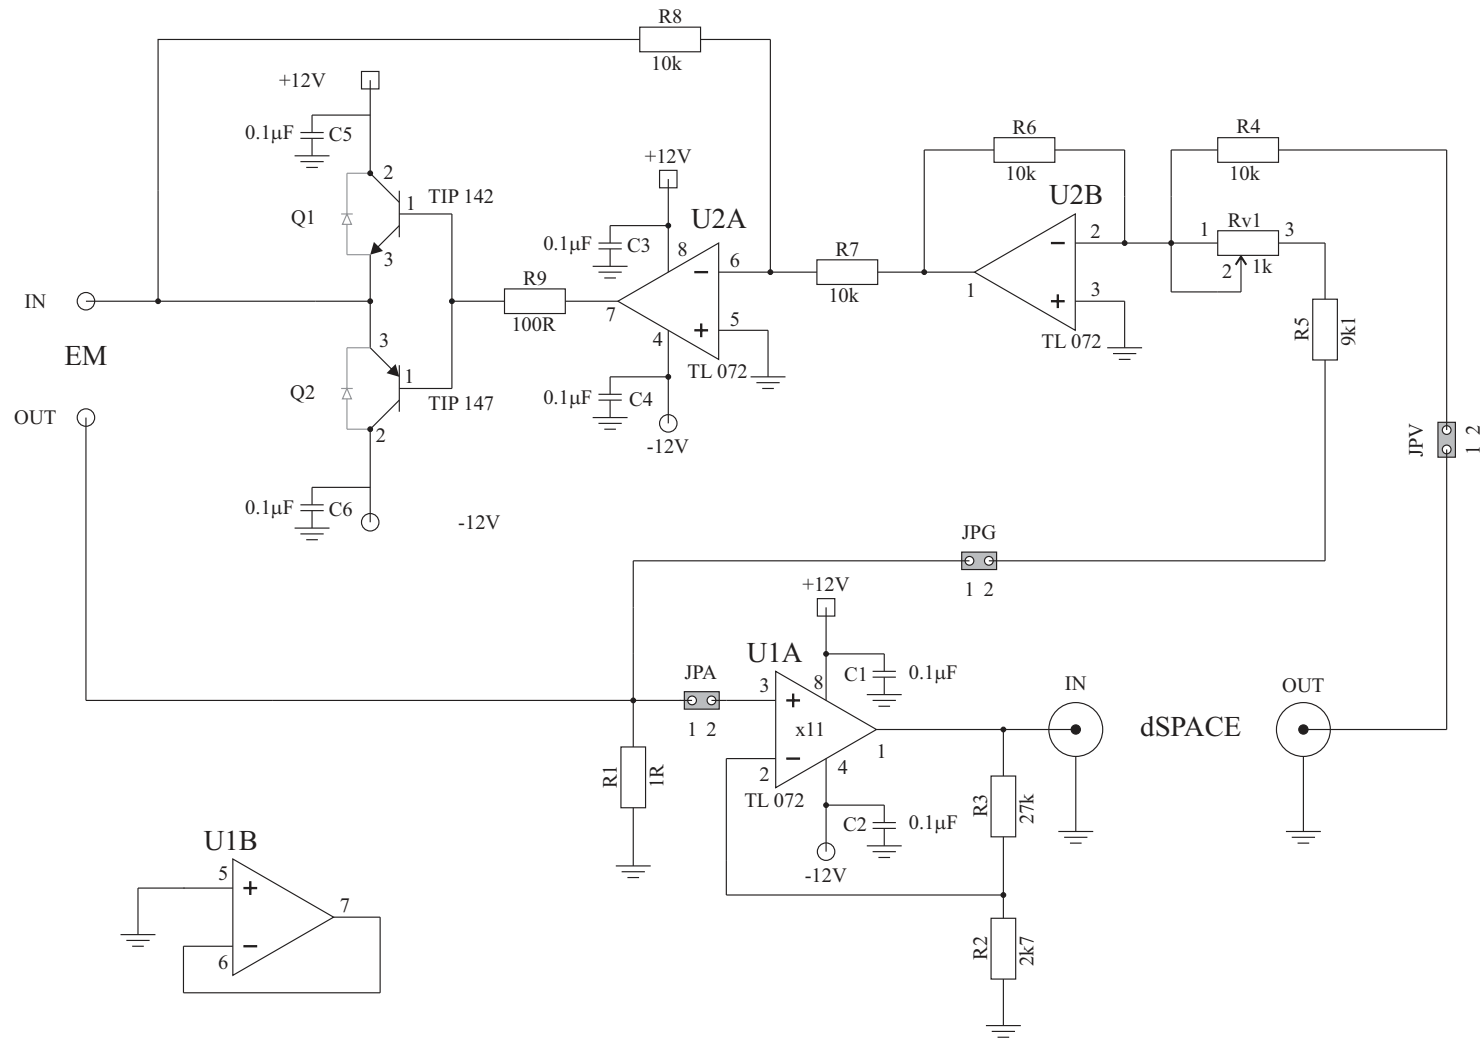 R8
10k
+12V
0.1μF
C5
2
TIP 142
1
Q1
3
IN
EM
OUT
3
1
Q2
TIP 147
2
0.1μF
C6
-12V
R9
100R
+12V
U2A
0.1μF
C3
8
6
7
5
4
TL 072
0.1μF
C4
-12V
R7
10k
R6
10k
U2B
2
1
3
TL 072
R4
10k
Rv1
1
3
2
1k
R5
9k1
JPV
1 2
JPG
1 2
+12V
U1A
C1
0.1μF
JPA
1 2
3
8
x11
1
2
4
TL 072
C2
0.1μF
-12V
R1
1R
IN
dSPACE
OUT
R3
27k
R2
2k7
U1B
5
7
6